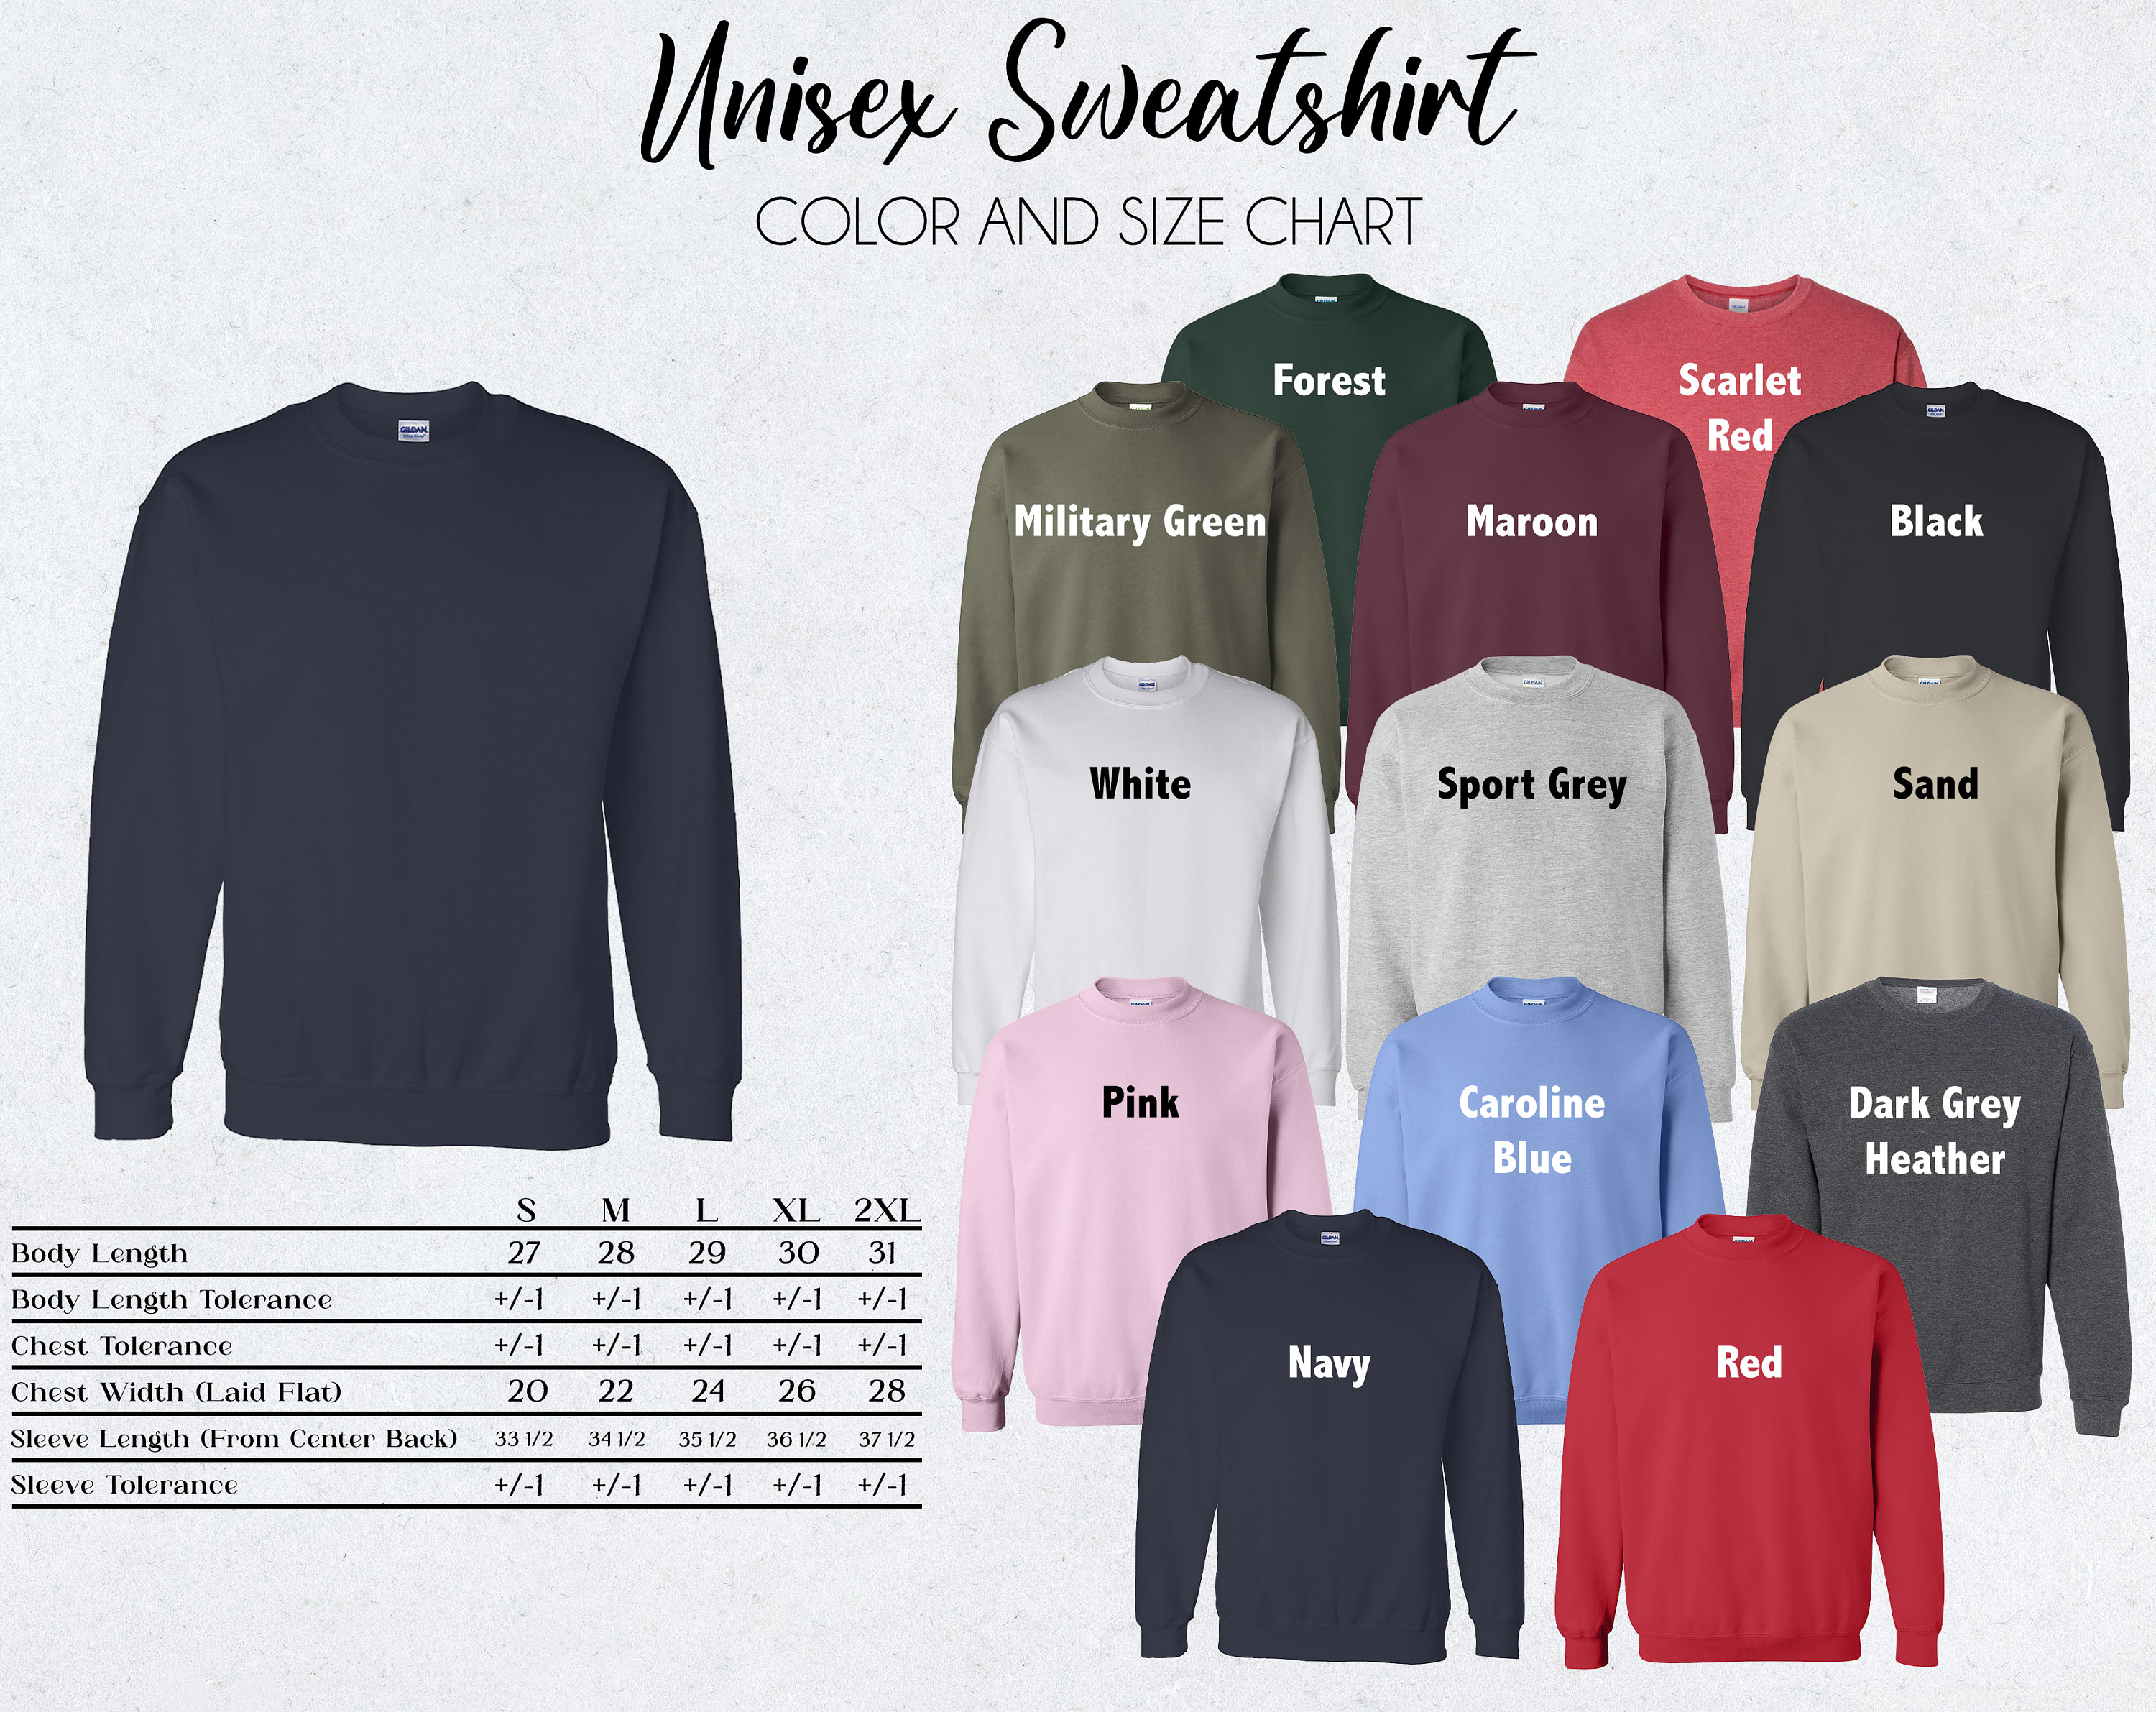 Unisex Sweatshirt
COLOR AND SIZE CHART
Forest
Scarlet
Red
Military Green
Maroon
Black
White
Sport Grey
Sand
Pink
Caroline
Blue
Dark Grey
Heather
Navy
Red
GILDAN
S M L XL 2XL
Body Length 27 28 29 30 31
Body Length Tolerance +/-1 +/-1 +/-1 +/-1 +/-1
Chest Tolerance +/-1 +/-1 +/-1 +/-1 +/-1
Chest Width (Laid Flat) 20 22 24 26 28
Sleeve Length (From Center Back) 33 1/2 34 1/2 35 1/2 36 1/2 37 1/2
Sleeve Tolerance +/-1 +/-1 +/-1 +/-1 +/-1